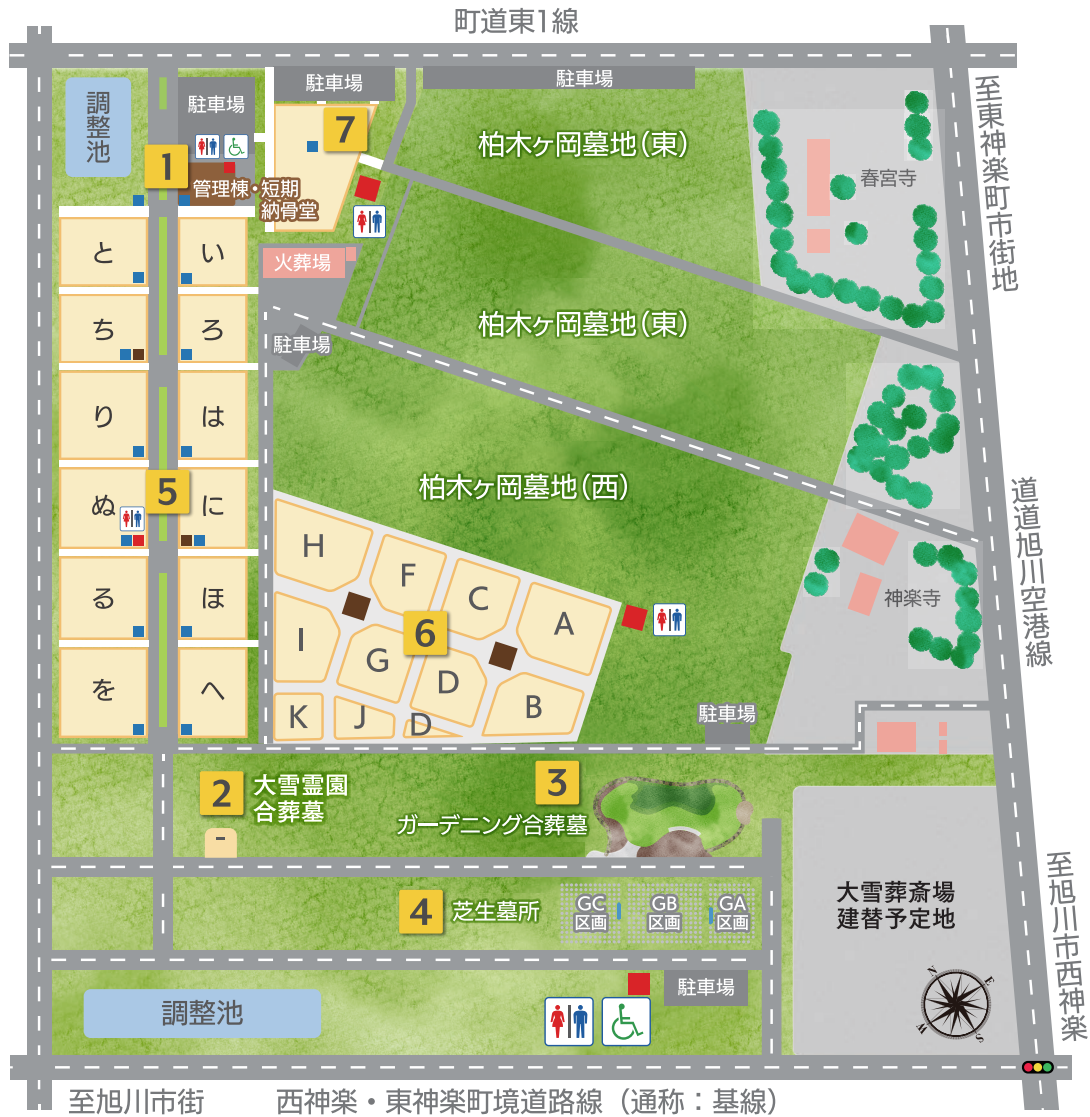 町道東1線
調整池
駐車場
駐車場
駐車場
1
管理棟・短期
納骨堂
7
柏木ヶ岡墓地（東）
春宮寺
至東神楽町市街地
火葬場
駐車場
柏木ヶ岡墓地（東）
と
い
ち
ろ
り
は
5
ぬ
に
る
ほ
を
へ
柏木ヶ岡墓地（西）
道道旭川空港線
H
F
C
A
6
I
G
D
B
K
J
D
神楽寺
駐車場
2
大雪霊園
合葬墓
3
ガーデニング合葬墓
4
芝生墓所
GC
区画
GB
区画
GA
区画
大雪葬斎場
建替予定地
至旭川市西神楽
調整池
駐車場
N
E
W
S
至旭川市街
西神楽・東神楽町境道路線（通称：基線）